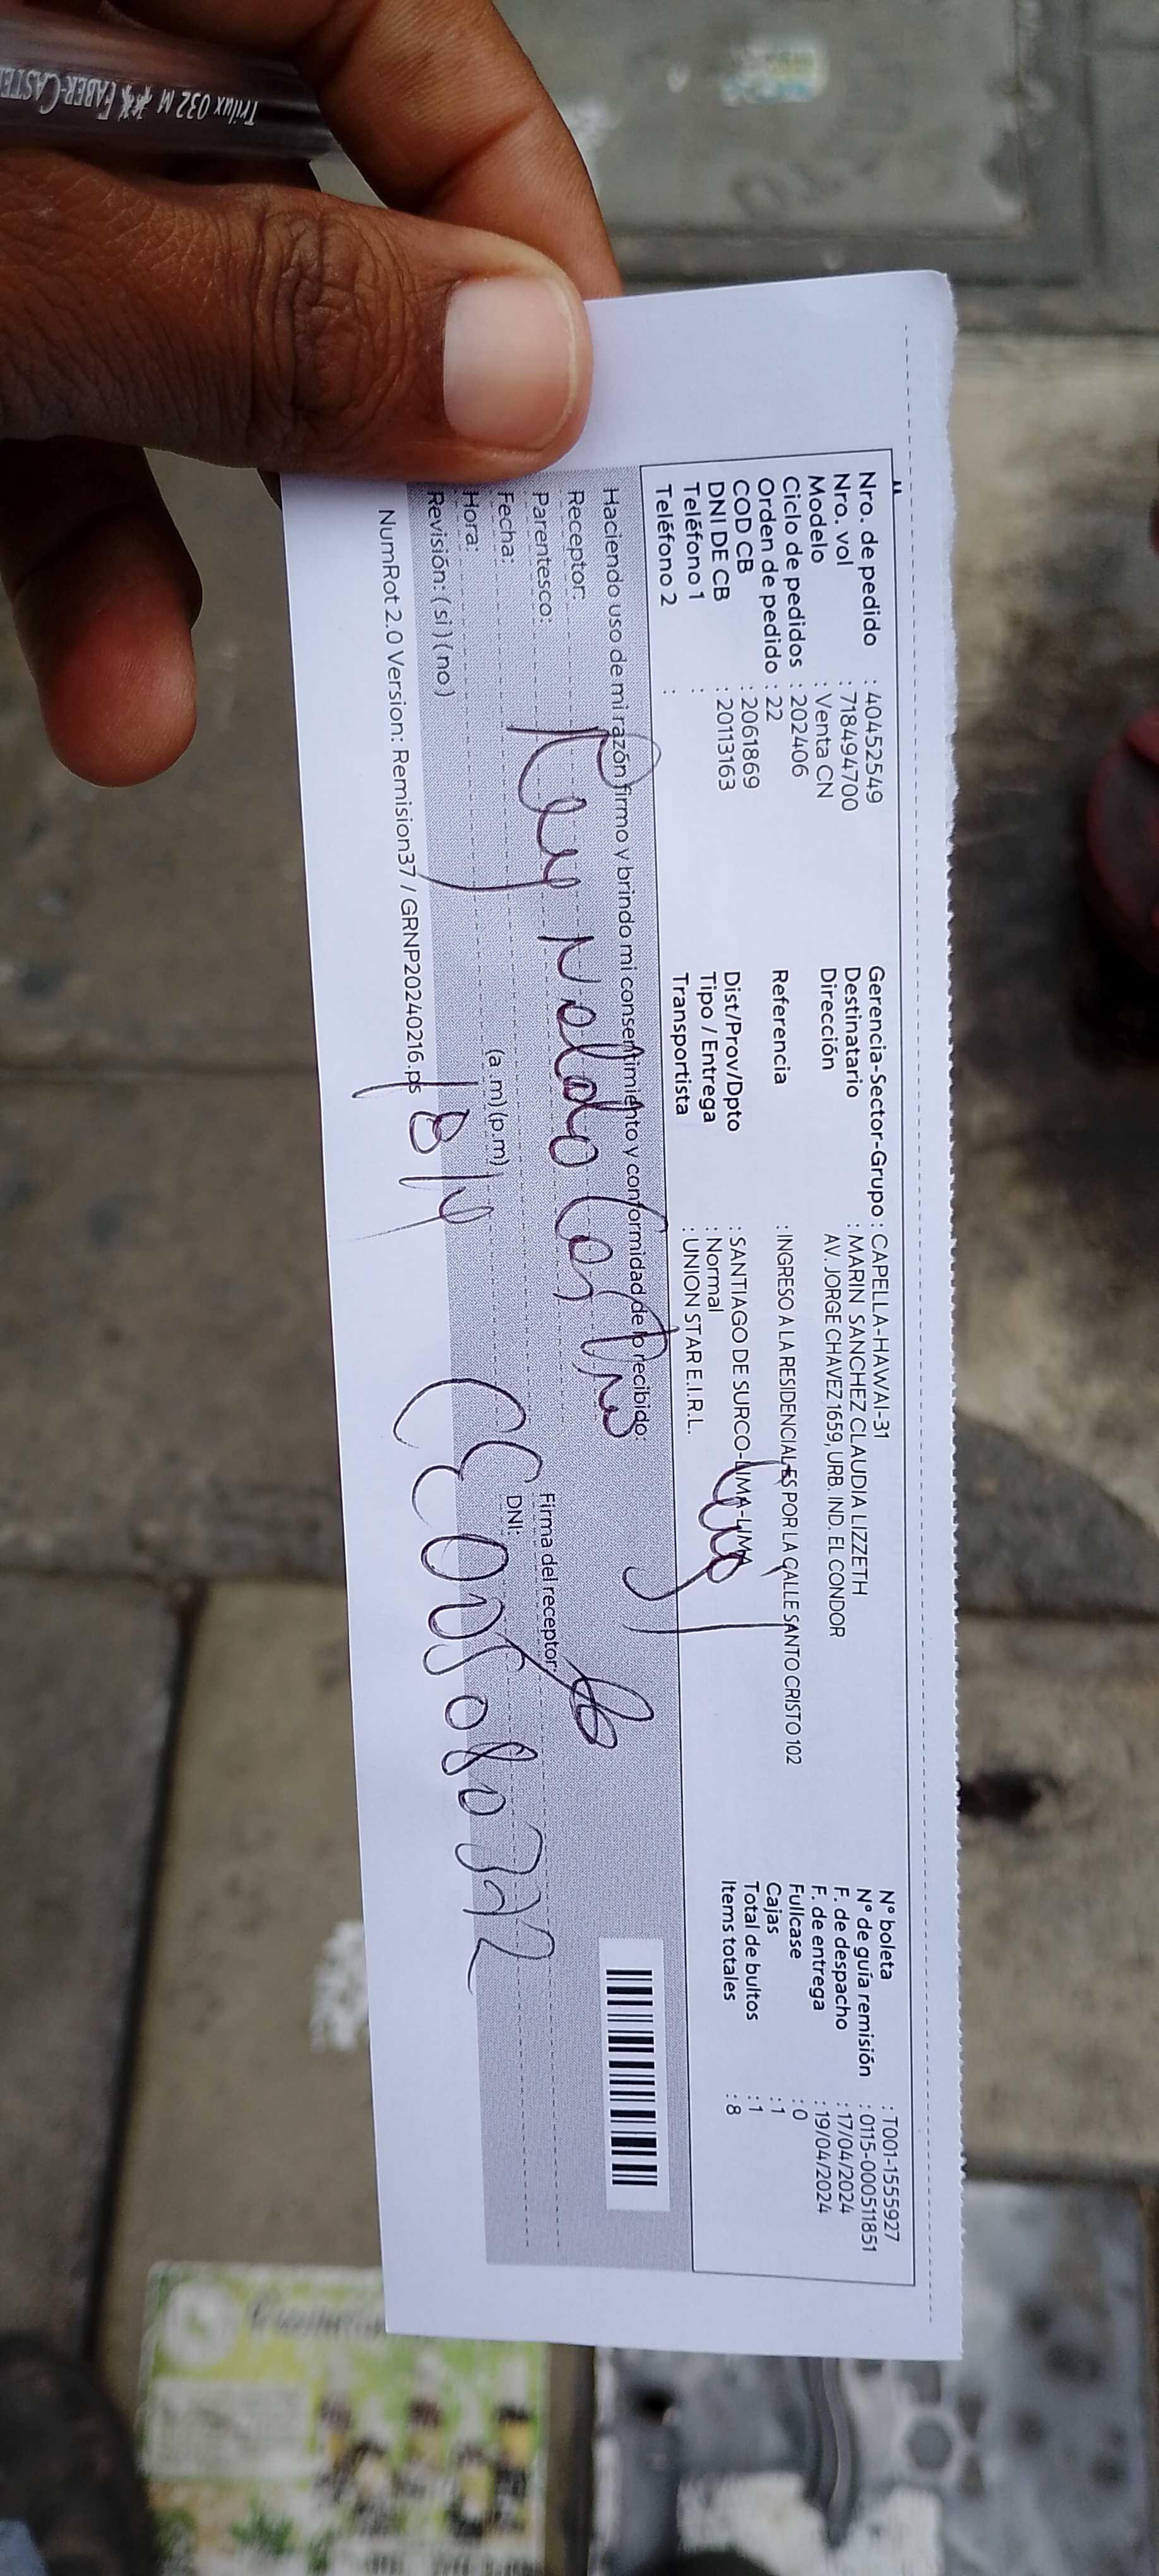 Trilux 032 M FABER-CASTE
Nro. de pedido : 40452549
Nro. vol : 718494700
Modelo : Venta CN
Ciclo de pedidos : 202406
Orden de pedido : 22
COD CB : 2061869
DNI DE CB : 20113163
Teléfono 1 :
Teléfono 2 :
Gerencia-Sector-Grupo : CAPELLA-HAWAI-31
Destinatario : MARIN SANCHEZ CLAUDIA LIZZETH
Dirección AV. JORGE CHAVEZ 1659, URB. IND. EL CONDOR
Referencia : INGRESO A LA RESIDENCIAL ES POR LA CALLE SANTO CRISTO 102
Dist/Prov/Dpto : SANTIAGO DE SURCO-LIMA-LIMA
Tipo / Entrega : Normal
Transportista : UNION STAR E.I.R.L.
N° boleta : T001-1555927
N° de guía remisión : 0115-000511851
F. de despacho : 17/04/2024
F. de entrega : 19/04/2024
Fullcase : 0
Cajas : 1
Total de bultos : 1
Items totales : 8
Haciendo uso de mi razón firmo y brindo mi consentimiento y conformidad de lo recibido:
Receptor:
Parentesco:
Fecha:
Hora: (a.m) (p.m)
Revisión: ( si ) ( no )
Firma del receptor:
DNI:
NumRot 2.0 Version: Remision37 / GRNP20240216.ps